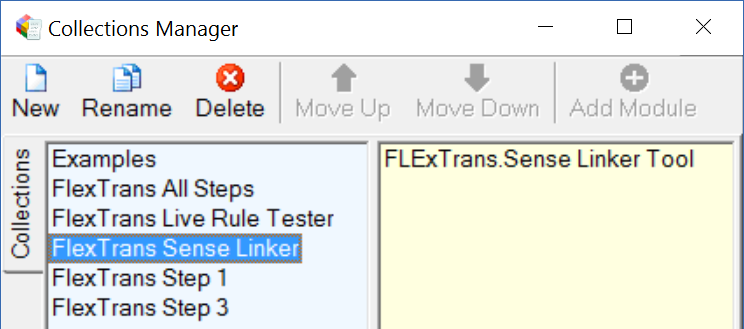 Collections Manager
New Rename Delete Move Up Move Down Add Module
Collections
Examples
FlexTrans All Steps
FlexTrans Live Rule Tester
FlexTrans Sense Linker
FlexTrans Step 1
FlexTrans Step 3
FLExTrans.Sense Linker Tool